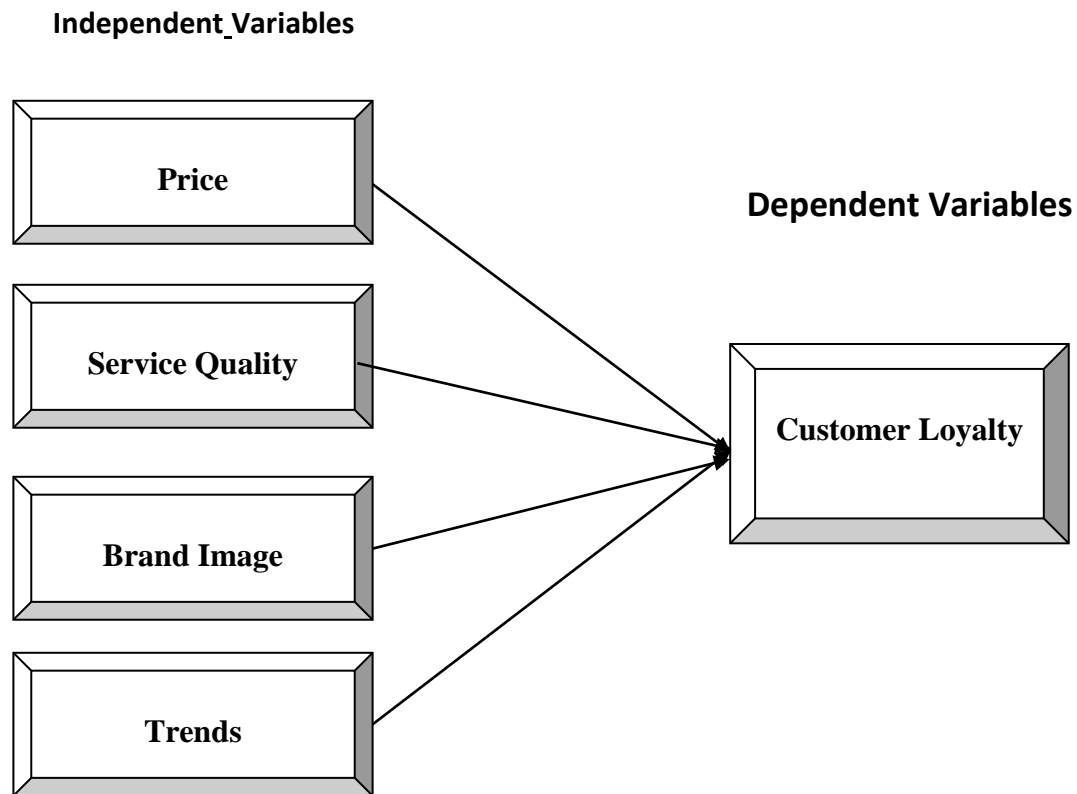 Independent Variables
Price
Dependent Variables
Service Quality
Customer Loyalty
Brand Image
Trends